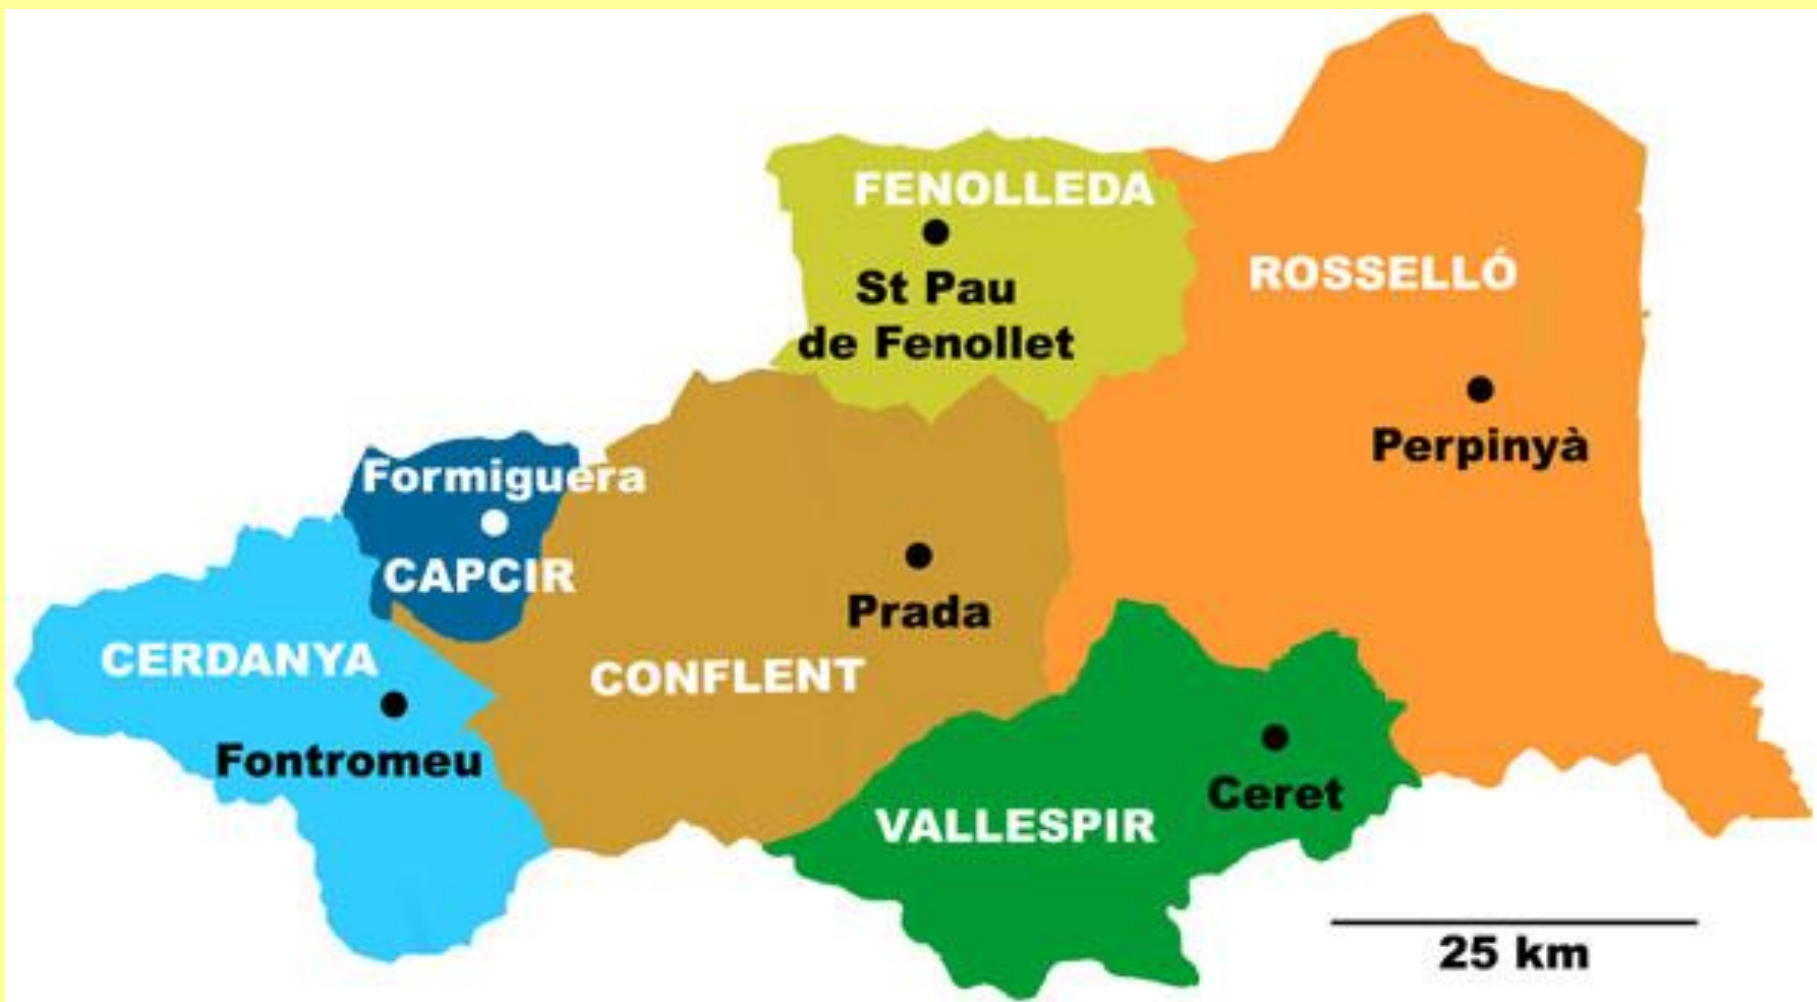 FENOLLEDA
St Pau
de Fenollet
ROSSELLÓ
Perpinyà
Formiguera
CAPCIR
Prada
CERDANYA
CONFLENT
Fontromeu
Ceret
VALLESPIR
25 km